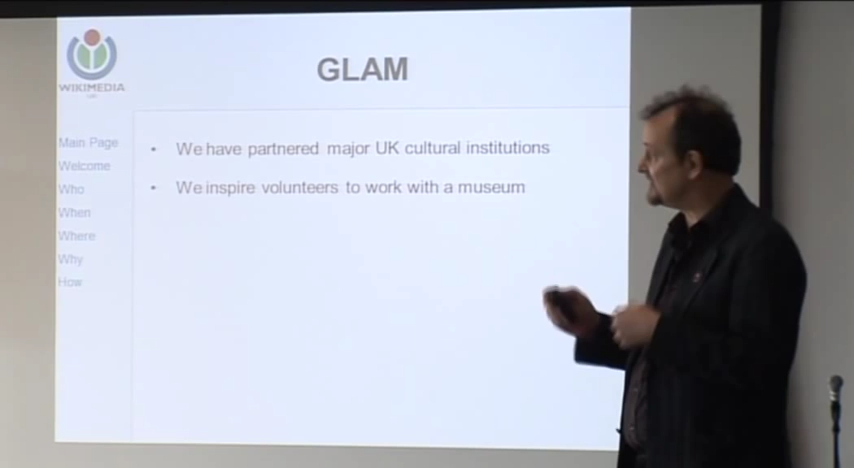 WIKIMEDIA
GLAM
Main Page
Welcome
Who
When
Where
Why
How
• We have partnered major UK cultural institutions
• We inspire volunteers to work with a museum